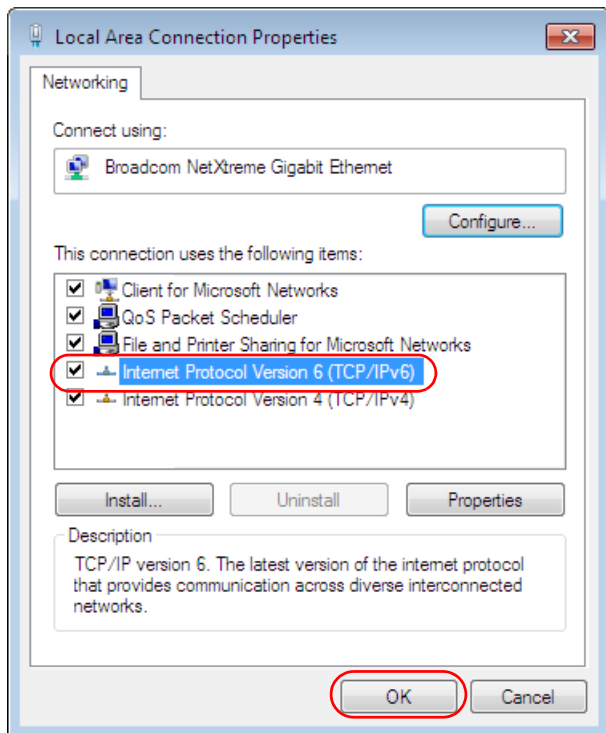 Local Area Connection Properties
Networking
Connect using:
Broadcom NetXtreme Gigabit Ethernet
Configure...
This connection uses the following items:
Client for Microsoft Networks
QoS Packet Scheduler
File and Printer Sharing for Microsoft Networks
Internet Protocol Version 6 (TCP/IPv6)
Internet Protocol Version 4 (TCP/IPv4)
Install...
Uninstall
Properties
Description
TCP/IP version 6. The latest version of the internet protocol
that provides communication across diverse interconnected
networks.
OK
Cancel